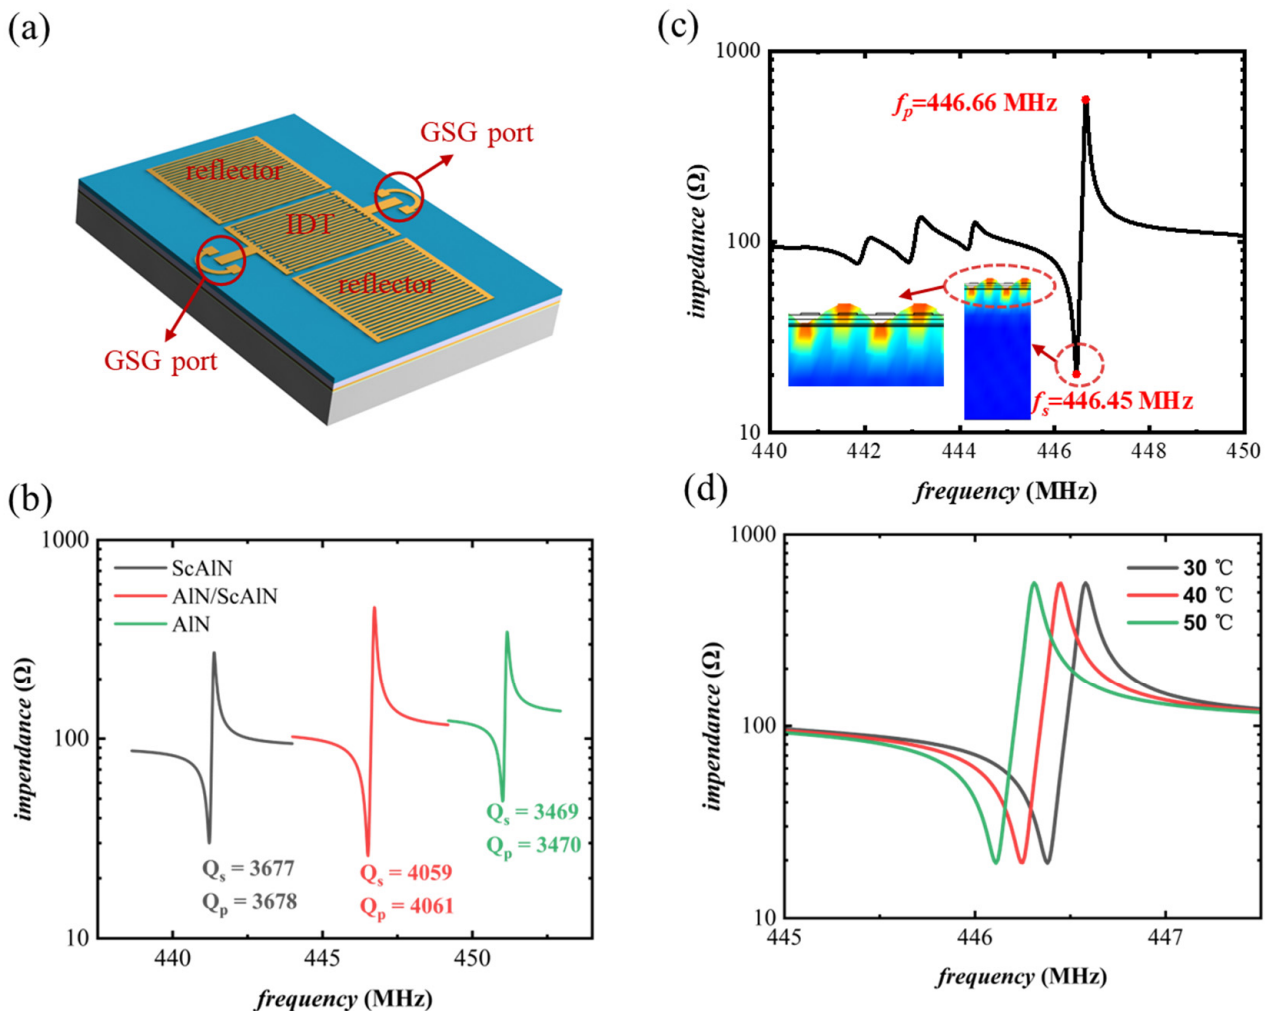 (a)
GSG port
reflector
IDT
reflector
GSG port
(b)
1000
100
10
impendance (Ω)
ScAlN
AlN/ScAlN
AlN
Qs = 3677
Qp = 3678
Qs = 4059
Qp = 4061
Qs = 3469
Qp = 3470
440
445
450
frequency (MHz)
(c)
1000
100
10
impedance (Ω)
fp=446.66 MHz
fs=446.45 MHz
440
442
444
446
448
450
frequency (MHz)
(d)
1000
100
10
impendance (Ω)
30 ℃
40 ℃
50 ℃
445
446
447
frequency (MHz)